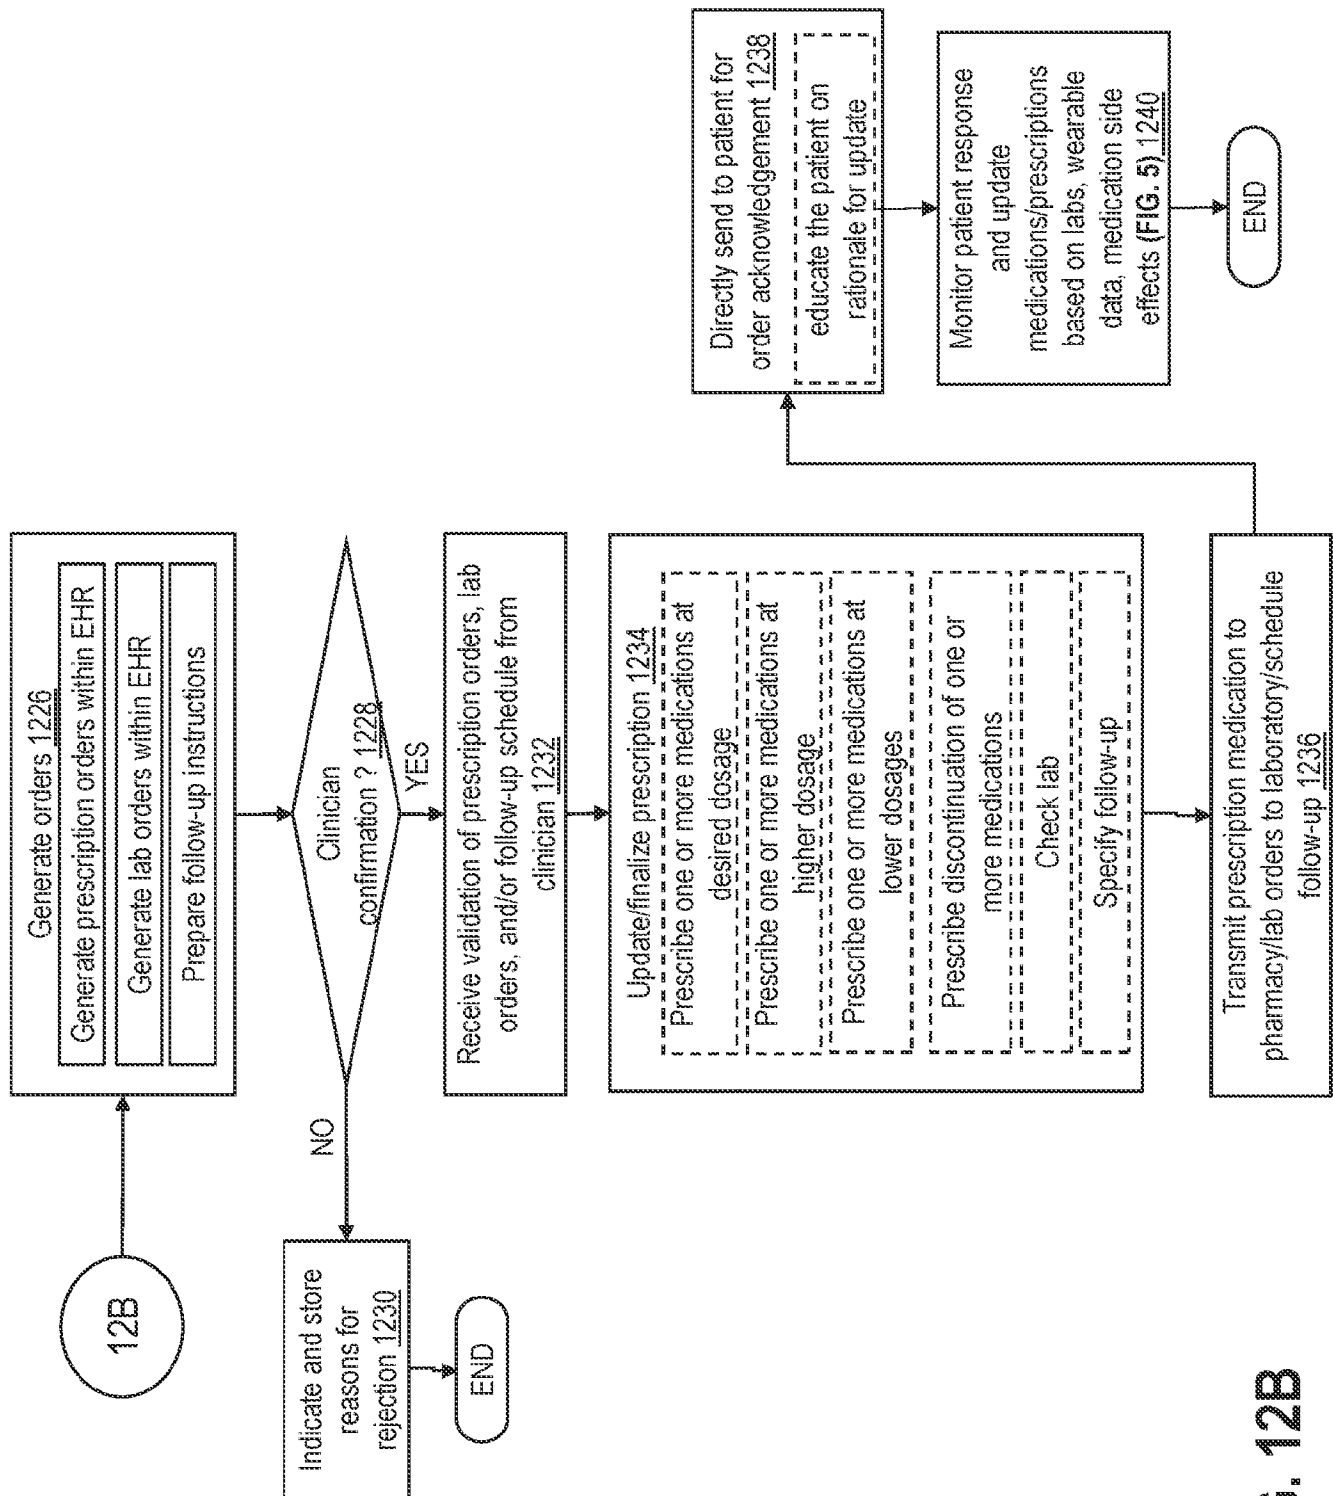 12B
Generate orders 1226
Generate prescription orders within EHR
Generate lab orders within EHR
Prepare follow-up instructions
Clinician
confirmation ? 1228
NO
YES
Indicate and store
reasons for
rejection 1230
END
Receive validation of prescription orders, lab
orders, and/or follow-up schedule from
clinician 1232
Update/finalize prescription 1234
Prescribe one or more medications at
desired dosage
Prescribe one or more medications at
higher dosage
Prescribe one or more medications at
lower dosages
Prescribe discontinuation of one or
more medications
Check lab
Specify follow-up
Transmit prescription medication to
pharmacy/lab orders to laboratory/schedule
follow-up 1236
Directly send to patient for
order acknowledgement 1238
educate the patient on
rationale for update
Monitor patient response
and update
medications/prescriptions
based on labs, wearable
data, medication side
effects (FIG. 5) 1240
END
12B